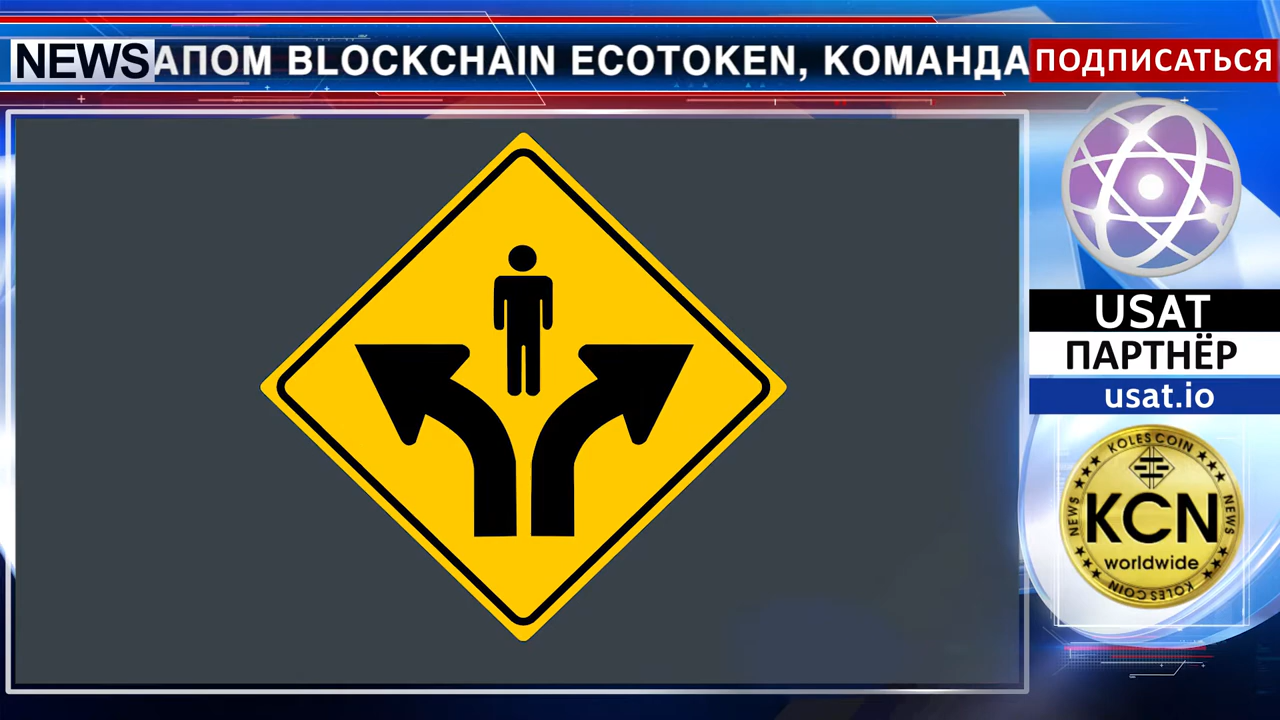 NEWS АПОМ BLOCKCHAIN ECOTOKEN, КОМАНДА ПОДПИСАТЬСЯ
USAT
ПАРТНЁР
usat.io
KOLES COIN
NEWS
KCN
NEWS
worldwide
KOLES COIN